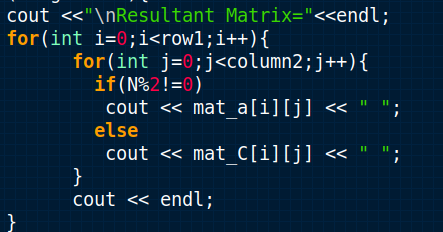 cout <<"\nResultant Matrix="<<endl;
for(int i=0;i<row1;i++){
for(int j=0;j<column2;j++){
if(N%2!=0)
cout << mat_a[i][j] << " ";
else
cout << mat_C[i][j] << " ";
}
cout << endl;
}